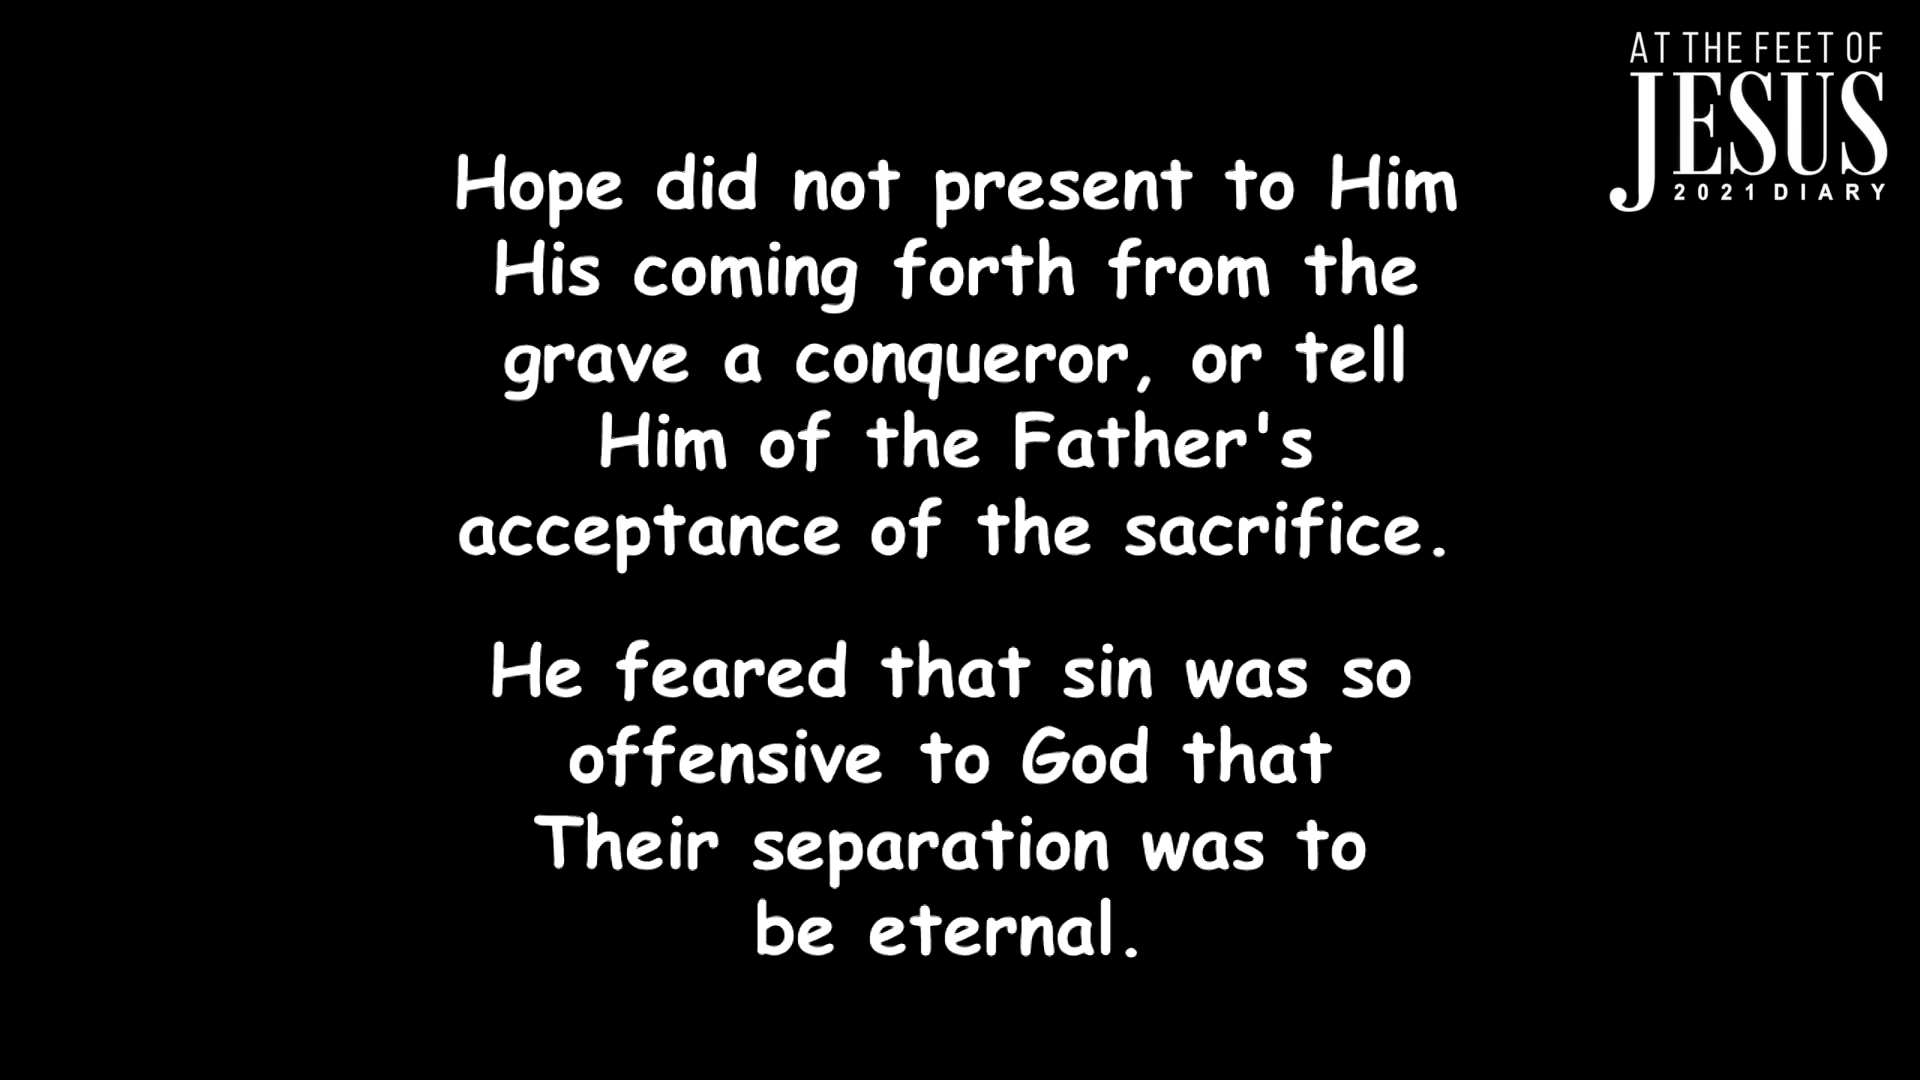 AT THE FEET OF
JESUS
2021 DIARY
Hope did not present to Him
His coming forth from the
grave a conqueror, or tell
Him of the Father's
acceptance of the sacrifice.
He feared that sin was so
offensive to God that
Their separation was to
be eternal.